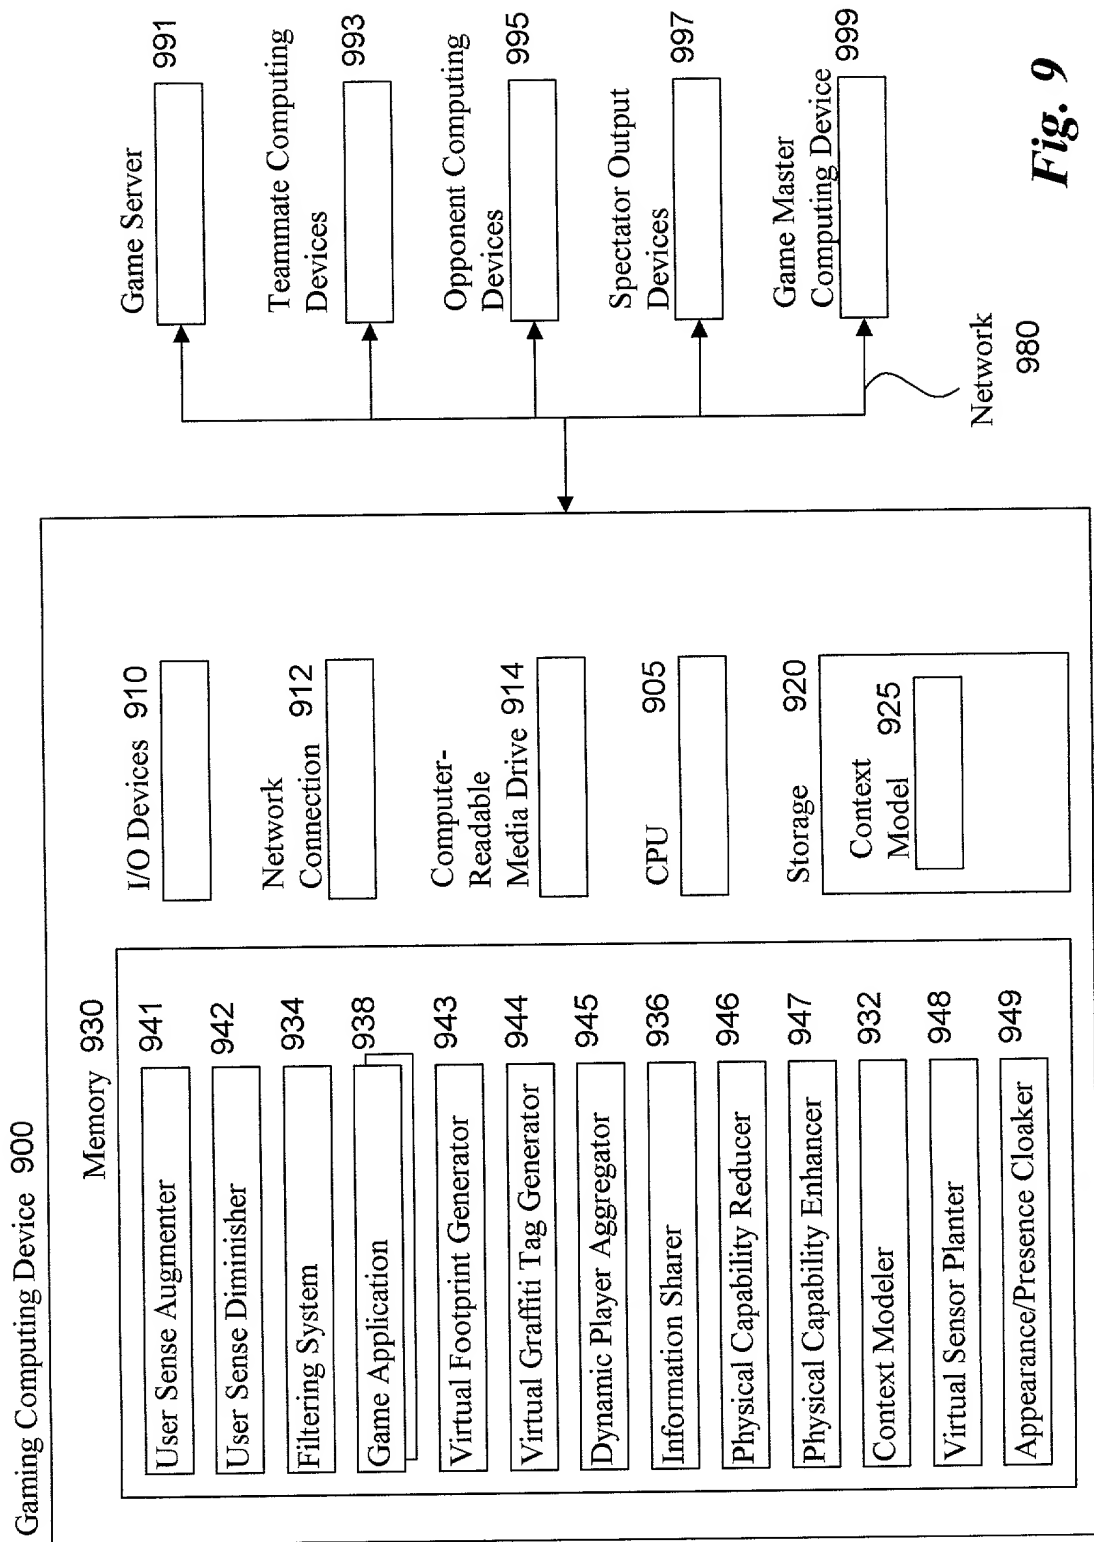 Gaming Computing Device 900
Memory 930
User Sense Augmenter 941
User Sense Diminisher 942
Filtering System 934
Game Application 938
Virtual Footprint Generator 943
Virtual Graffiti Tag Generator 944
Dynamic Player Aggregator 945
Information Sharer 936
Physical Capability Reducer 946
Physical Capability Enhancer 947
Context Modeler 932
Virtual Sensor Planter 948
Appearance/Presence Cloaker 949
I/O Devices 910
Network
Connection 912
Computer-
Readable
Media Drive 914
CPU 905
Storage 920
Context
Model 925
Game Server 991
Teammate Computing
Devices 993
Opponent Computing
Devices 995
Spectator Output
Devices 997
Game Master
Computing Device 999
Network
980
Fig. 9